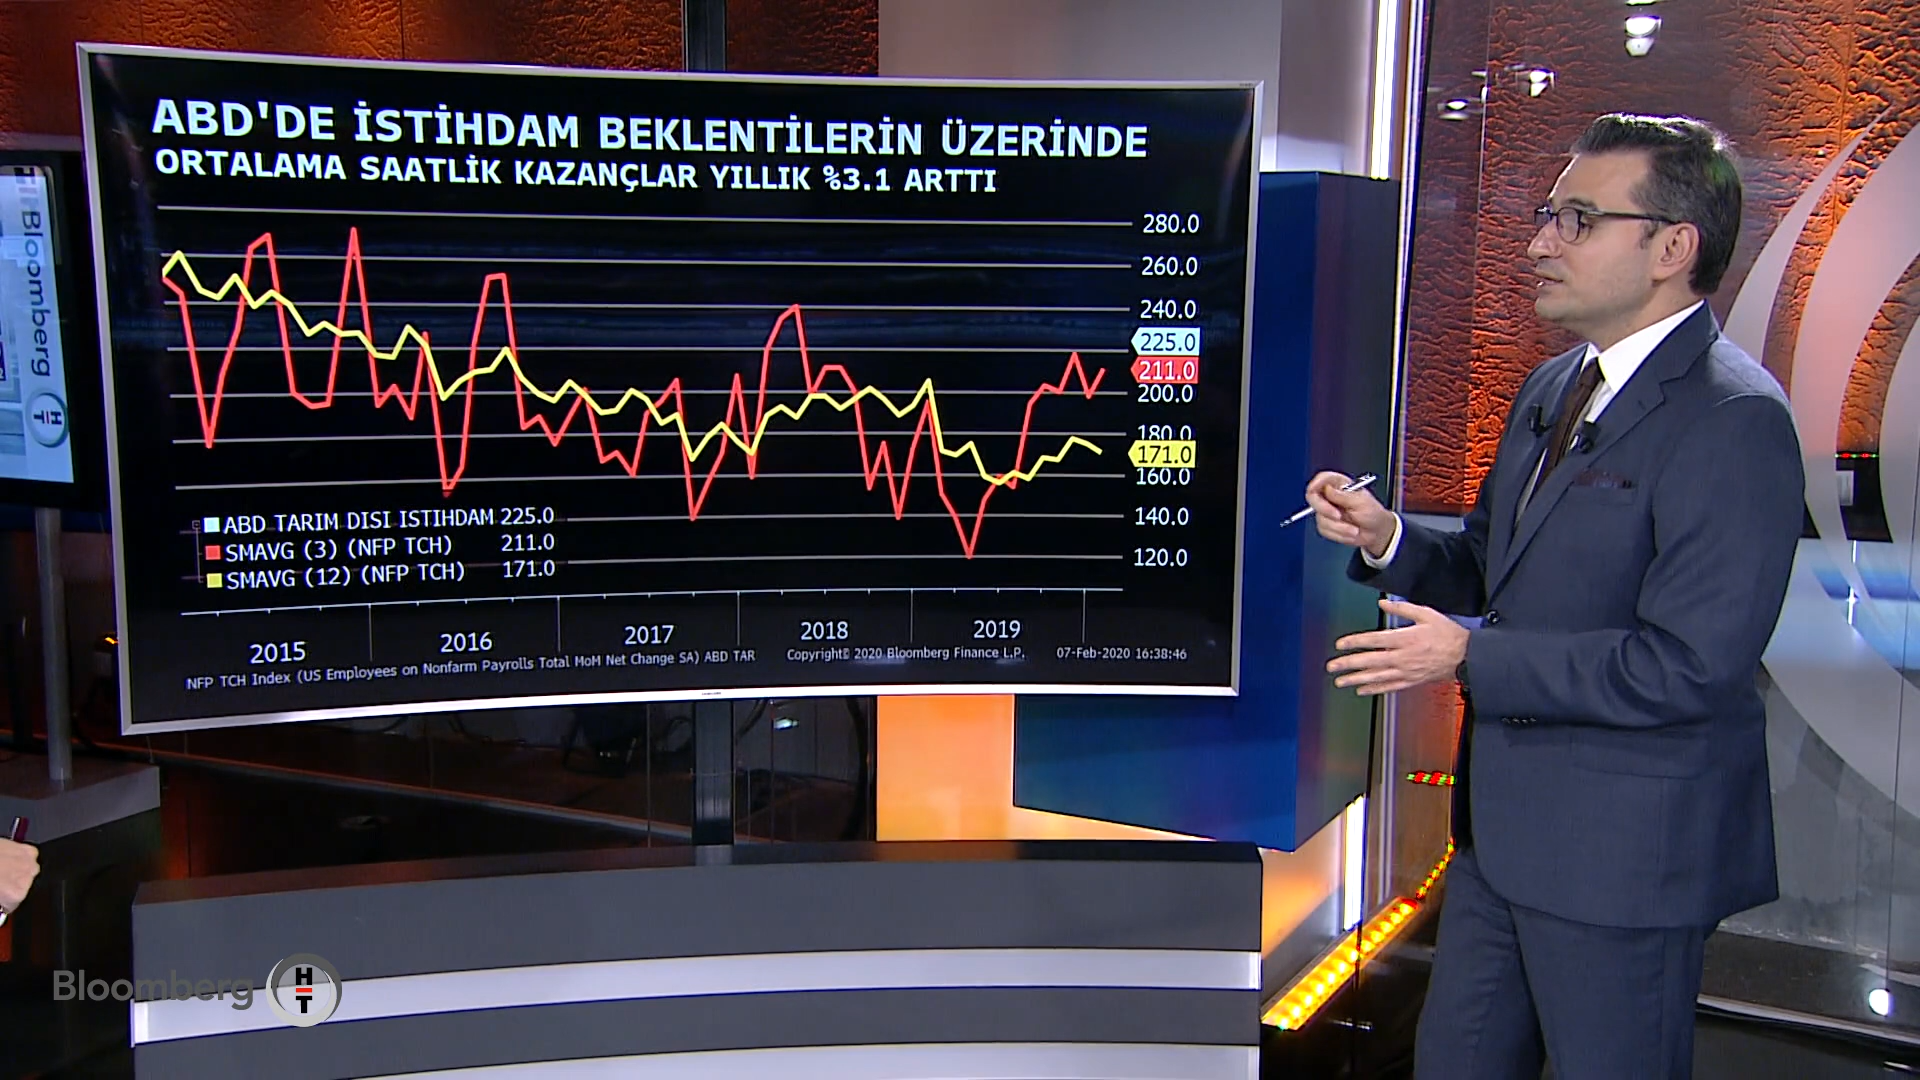 ABD'DE İSTİHDAM BEKLENTİLERİN ÜZERİNDE
ORTALAMA SAATLİK KAZANÇLAR YILLIK %3.1 ARTTI
280.0
260.0
240.0
225.0
211.0
200.0
180.0
171.0
160.0
140.0
120.0
ABD TARIM DISI ISTIHDAM 225.0
SMAVG (3) (NFP TCH) 211.0
SMAVG (12) (NFP TCH) 171.0
2015 2016 2017 2018 2019
NFP TCH Index (US Employees on Nonfarm Payrolls Total MoM Net Change SA) ABD TAR
Copyright© 2020 Bloomberg Finance L.P.
07-Feb-2020 16:38:46
Bloomberg HT
Bloomberg HT